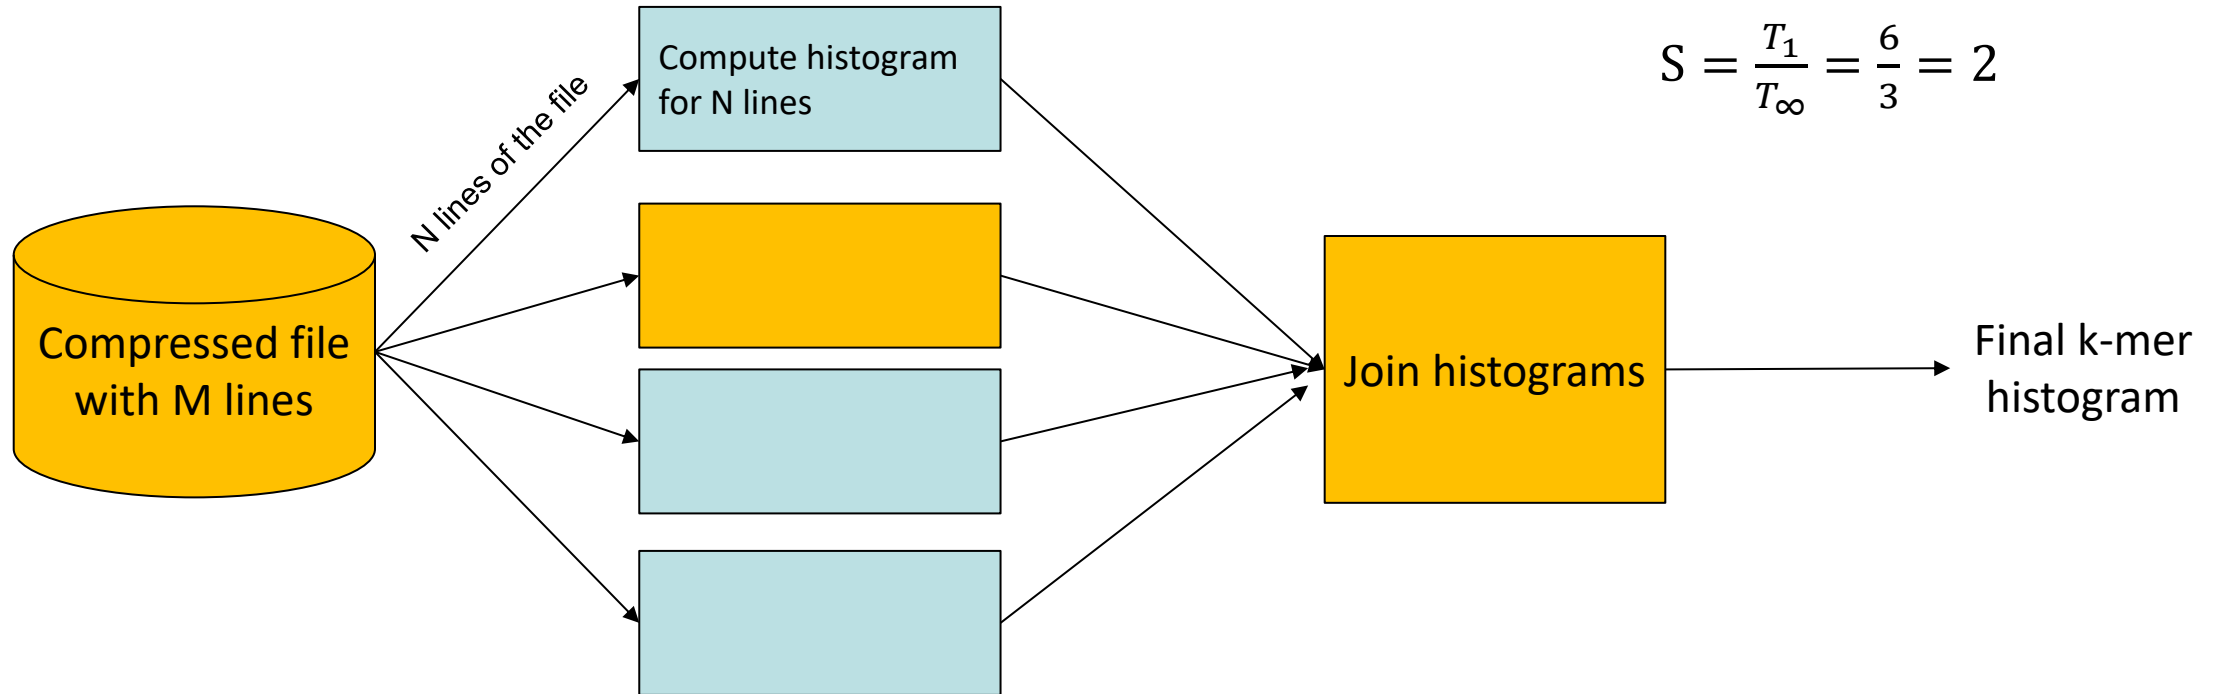 Compute histogram
for N lines
S = T₁/T∞ = 6/3 = 2
N lines of the file
Compressed file
with M lines
Join histograms
Final k-mer
histogram